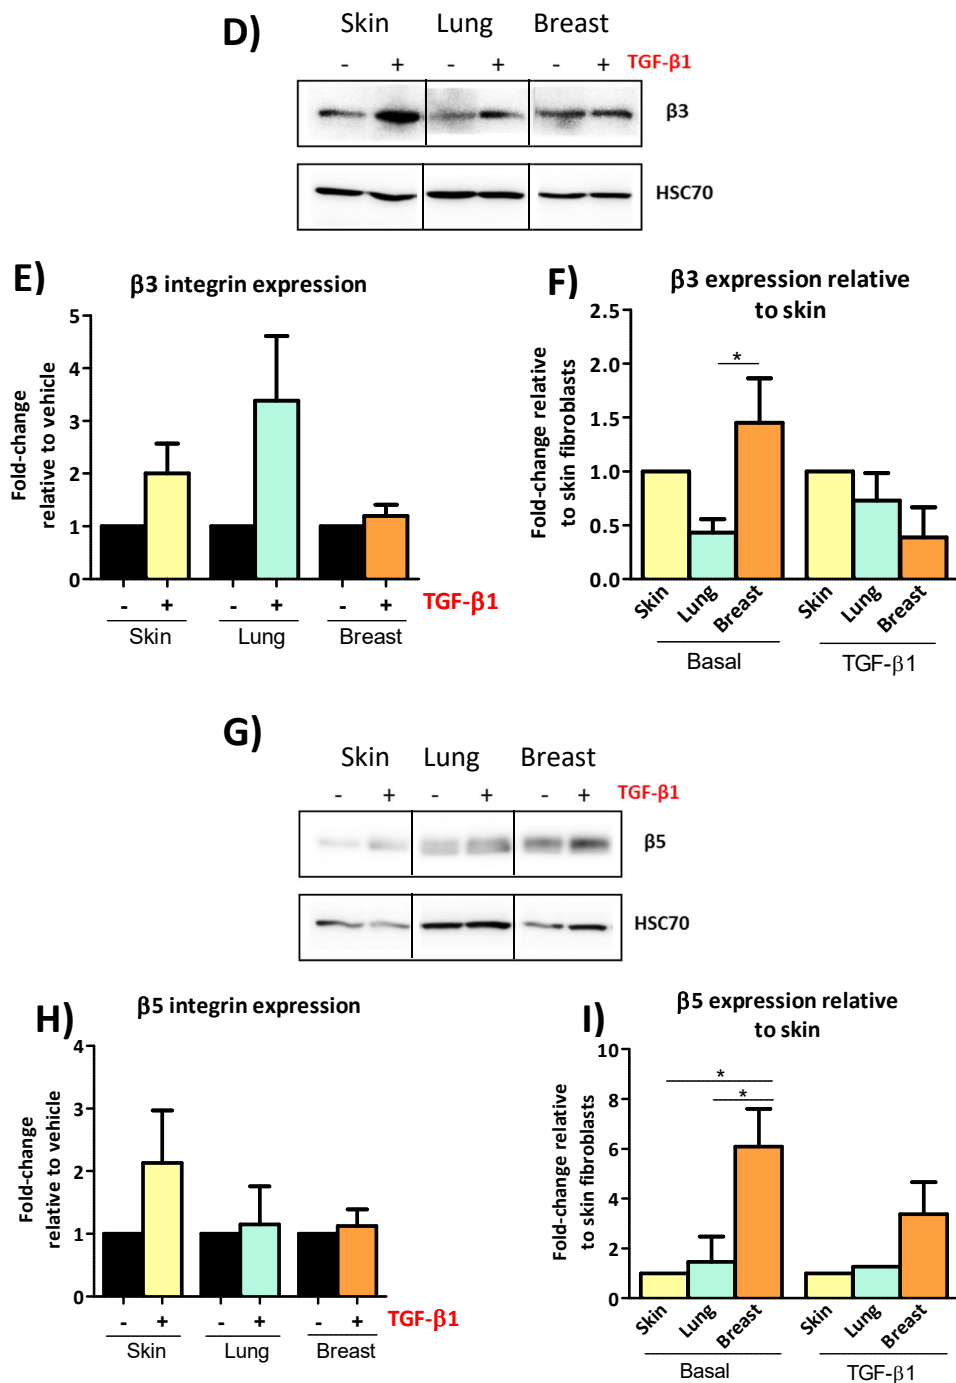 D)
Skin Lung Breast
- + - + - + TGF-β1
β3
HSC70
E)
β3 integrin expression
Fold-change
relative to vehicle
5
4
3
2
1
0
- + - + - + TGF-β1
Skin Lung Breast
F)
β3 expression relative
to skin
Fold-change relative
to skin fibroblasts
2.5
2.0
1.5
1.0
0.5
0.0
*
Skin Lung Breast Skin Lung Breast
Basal TGF-β1
G)
Skin Lung Breast
- + - + - + TGF-β1
β5
HSC70
H)
β5 integrin expression
Fold-change
relative to vehicle
4
3
2
1
0
- + - + - + TGF-β1
Skin Lung Breast
I)
β5 expression relative
to skin
Fold-change relative
to skin fibroblasts
10
8
6
4
2
0
*
*
Skin Lung Breast Skin Lung Breast
Basal TGF-β1